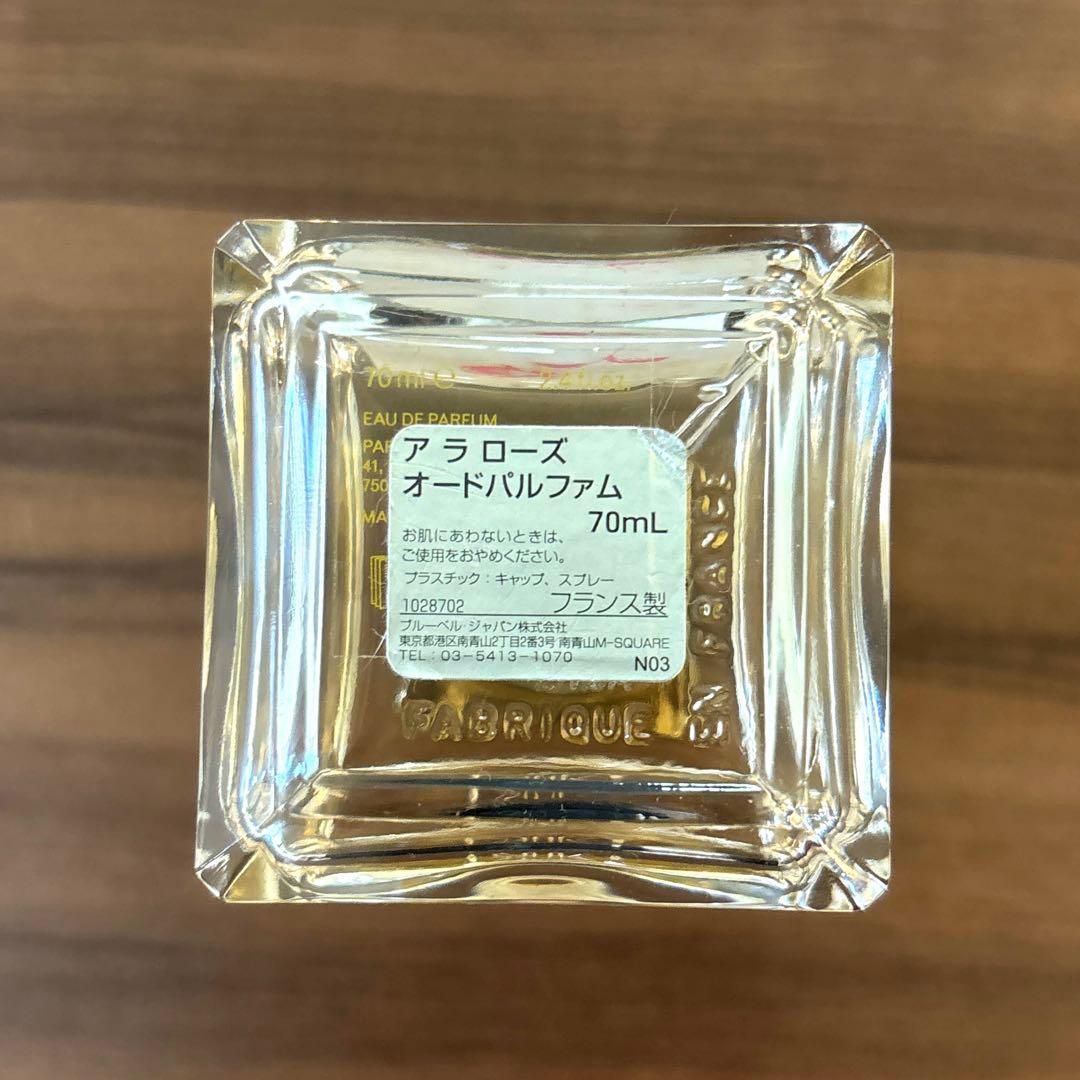 70 ml e 2.4 fl.oz.
EAU DE PARFUM
41,
ア ラ ローズ
オードパルファム
70mL
お肌にあわないときは、
ご使用をおやめください。
プラスチック：キャップ、スプレー
1028702 フランス製
ブルーベル・ジャパン株式会社
東京都港区南青山2丁目2番3号 南青山M-SQUARE
TEL：03-5413-1070 N03
FABRIQUE EN FRANCE